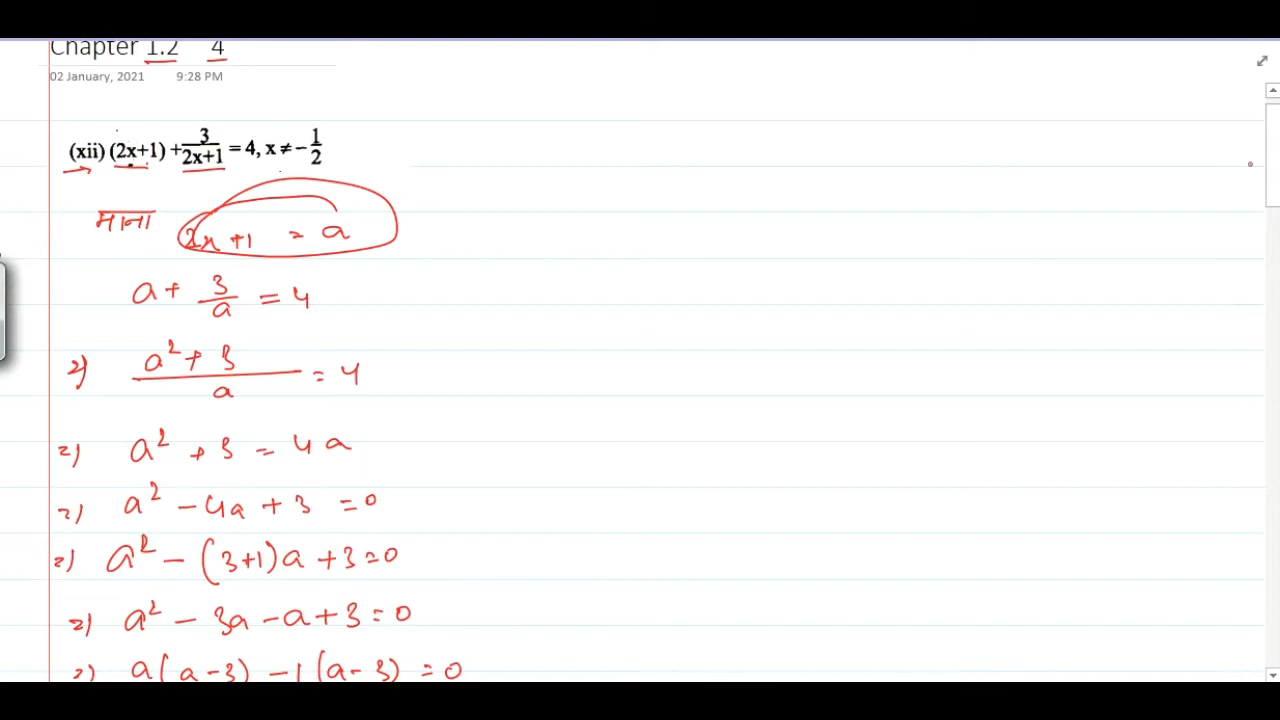 Chapter 1.2 4
02 January, 2021 9:28 PM
(xii) (2x+1) + 3/(2x+1) = 4, x ≠ - 1/2
माना 2x+1 = a
a + 3/a = 4
⇒) (a² + 3)/a = 4
⇒) a² + 3 = 4a
⇒) a² - 4a + 3 = 0
⇒) a² - (3+1)a + 3 = 0
⇒) a² - 3a - a + 3 = 0
⇒) a(a-3) -1(a-3) = 0